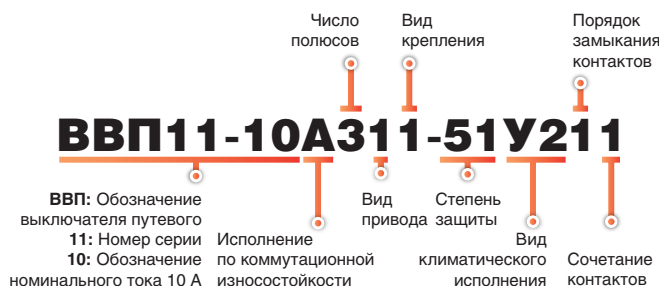 Число
полюсов
Вид
крепления
Порядок
замыкания
контактов
ВВП11-10А311-51У211
ВВП: Обозначение
выключателя путевого
11: Номер серии
10: Обозначение
номинального тока 10 А
Исполнение
по коммутационной
износостойкости
Вид
привода
Степень
защиты
Вид
климатического
исполнения
Сочетание
контактов